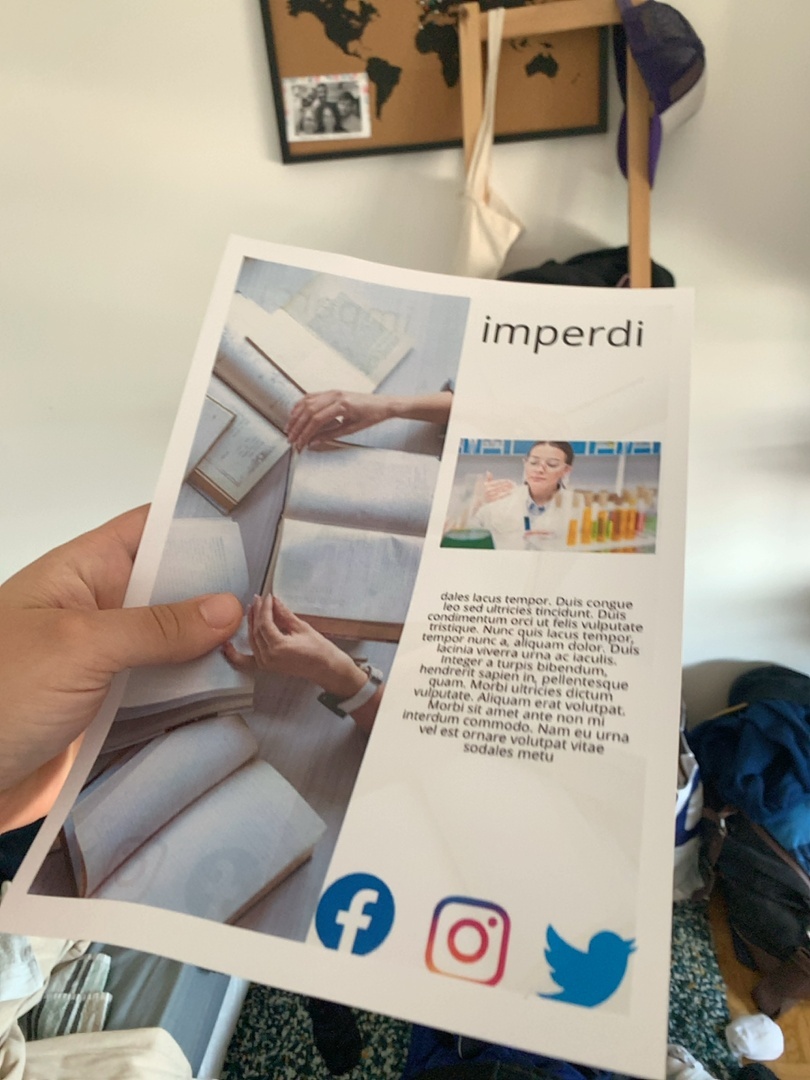 imperdi
dales lacus tempor. Duis congue
leo sed ultricies tincidunt. Duis
condimentum orci ut felis vulputate
tristique. Nunc quis lacus tempor,
tempor nunc a, aliquam dolor. Duis
lacinia viverra urna ac iaculis.
Integer a turpis bibendum,
hendrerit sapien in, pellentesque
quam. Morbi ultricies dictum
vulputate. Aliquam erat volutpat.
Morbi sit amet ante non mi
interdum commodo. Nam eu urna
vel est ornare volutpat vitae
sodales metu